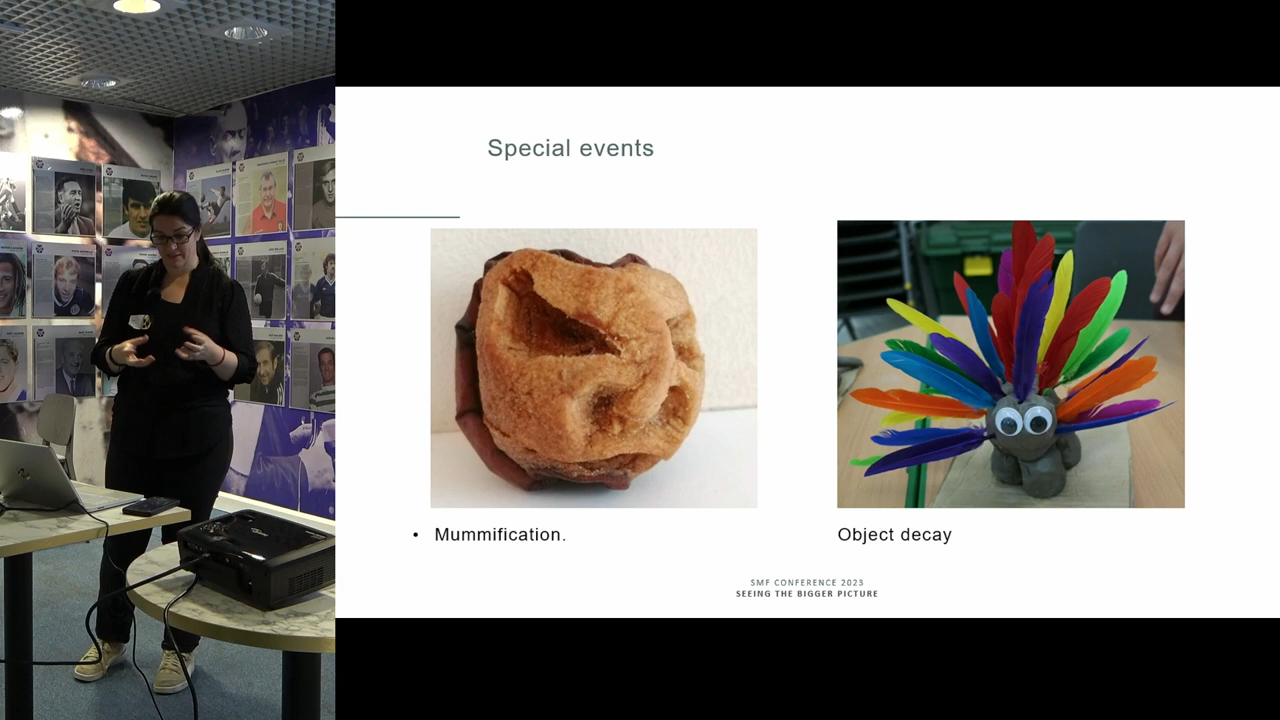 Special events
• Mummification.
Object decay
SMF CONFERENCE 2023
SEEING THE BIGGER PICTURE